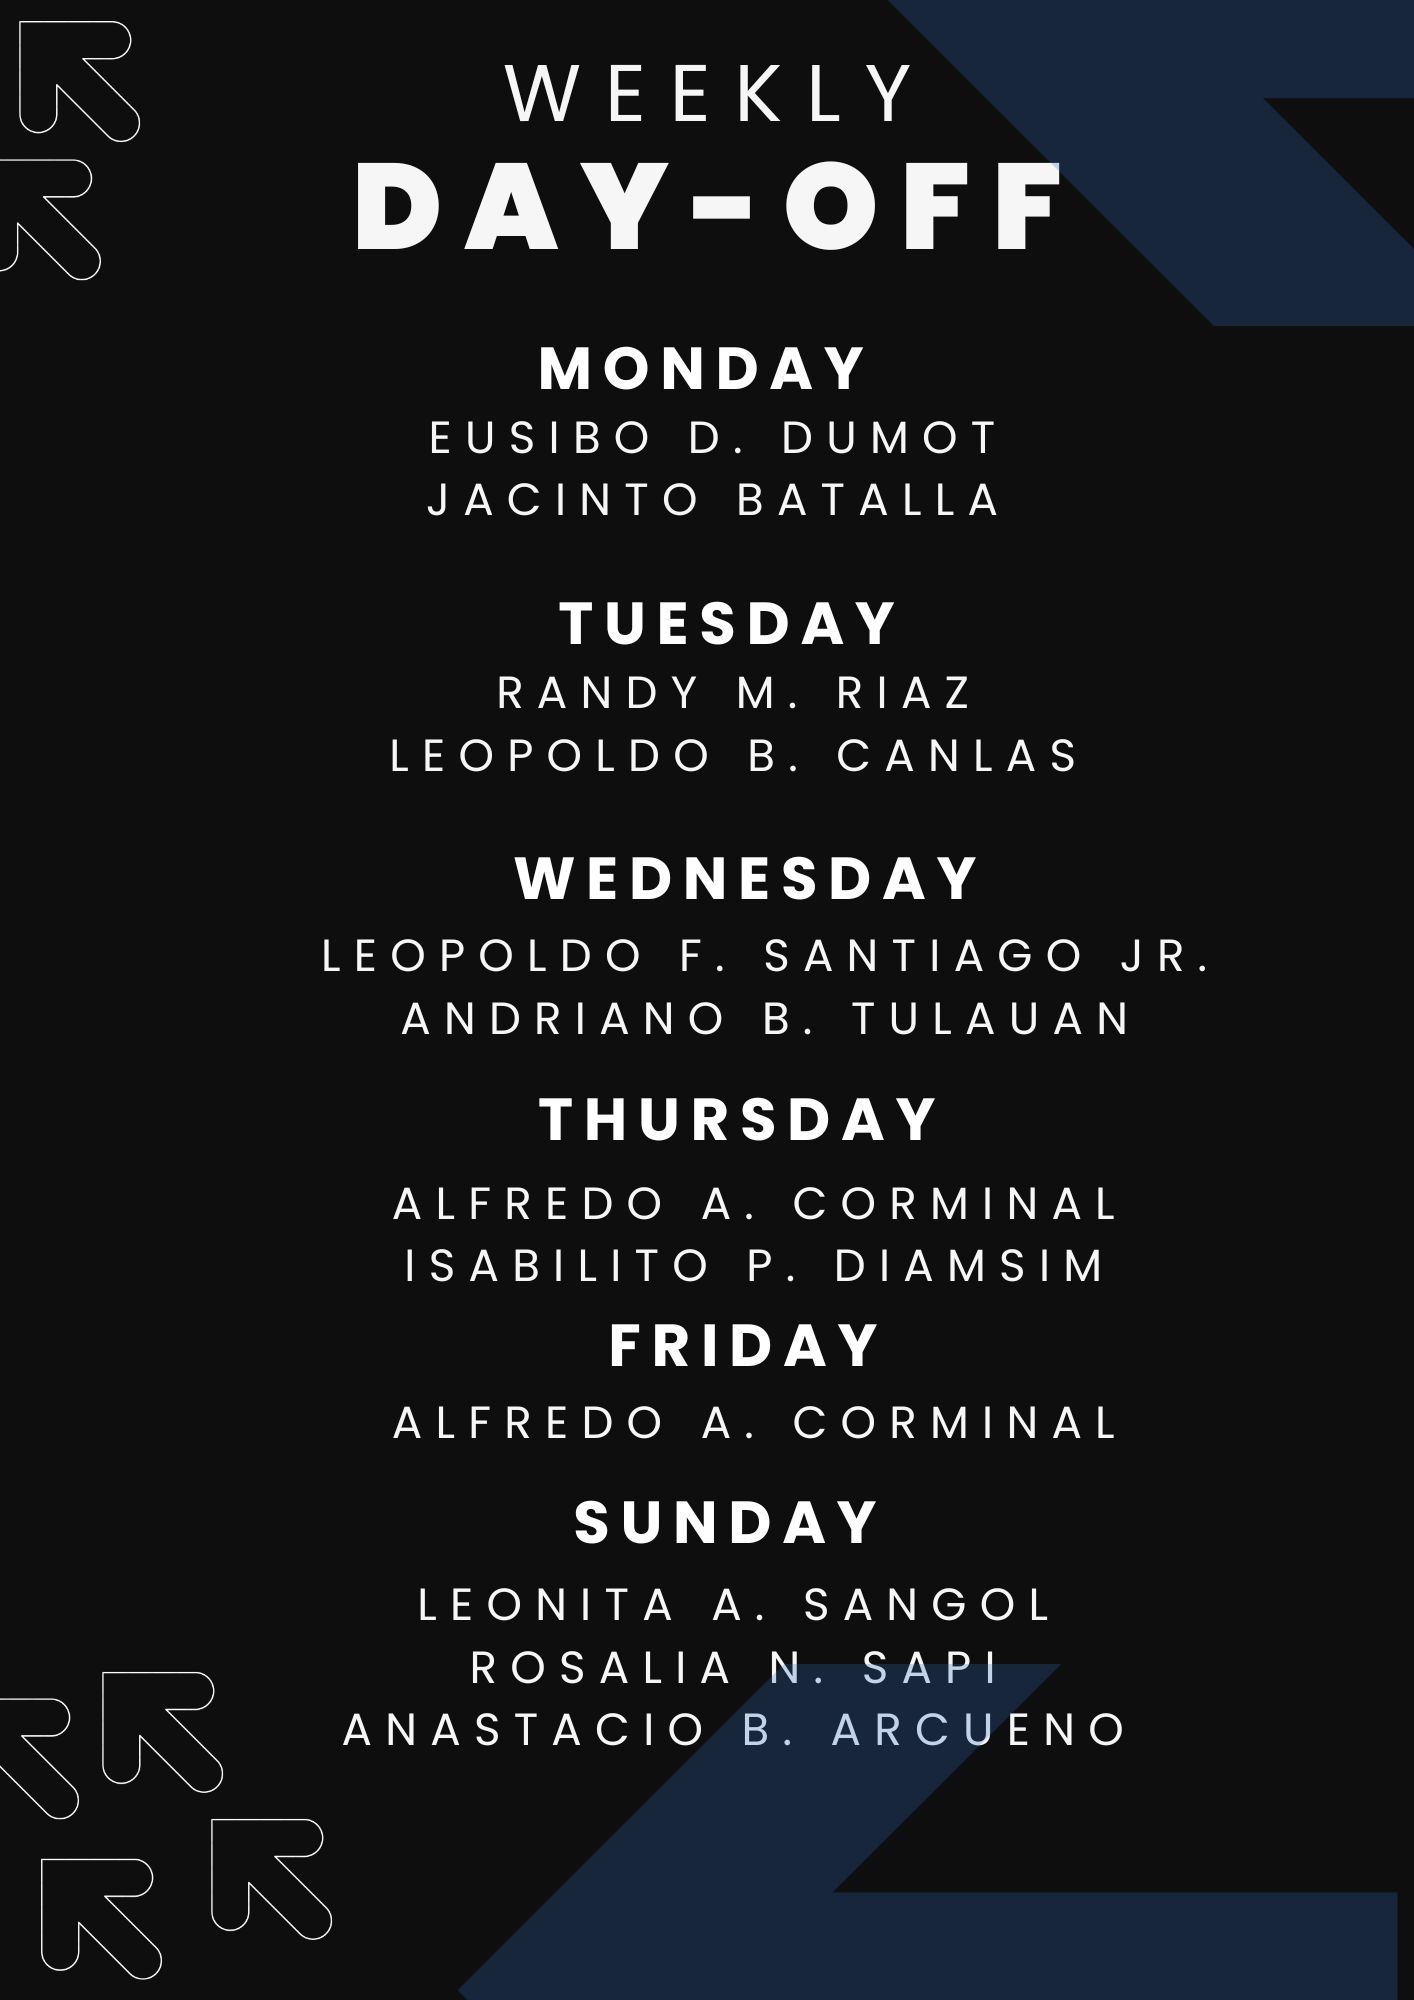 WEEKLY
DAY-OFF
MONDAY
EUSIBO D. DUMOT
JACINTO BATALLA
TUESDAY
RANDY M. RIAZ
LEOPOLDO B. CANLAS
WEDNESDAY
LEOPOLDO F. SANTIAGO JR.
ANDRIANO B. TULAUAN
THURSDAY
ALFREDO A. CORMINAL
ISABILITO P. DIAMSIM
FRIDAY
ALFREDO A. CORMINAL
SUNDAY
LEONITA A. SANGOL
ROSALIA N. SAPI
ANASTACIO B. ARCUENO